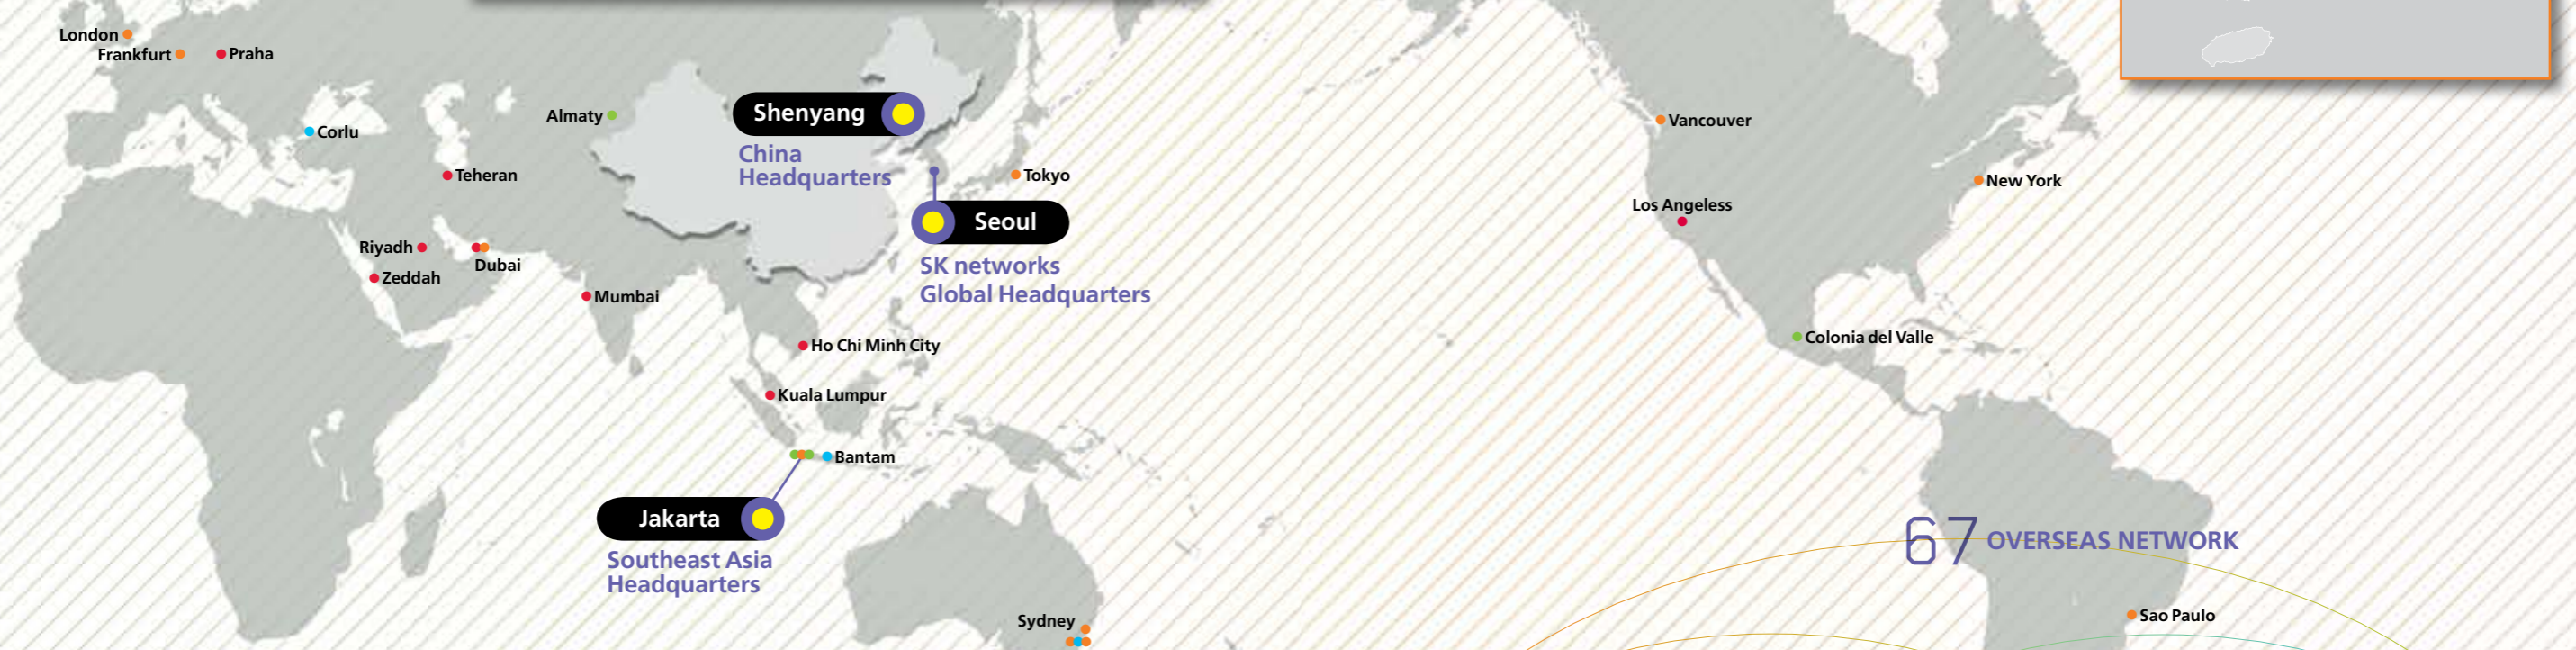 London
Frankfurt
Praha
Corlu
Almaty
Teheran
Riyadh
Zeddah
Dubai
Mumbai
Shenyang
China
Headquarters
Tokyo
Seoul
SK networks
Global Headquarters
Ho Chi Minh City
Kuala Lumpur
Bantam
Jakarta
Southeast Asia
Headquarters
Sydney
Vancouver
New York
Los Angeless
Colonia del Valle
67 OVERSEAS NETWORK
Sao Paulo